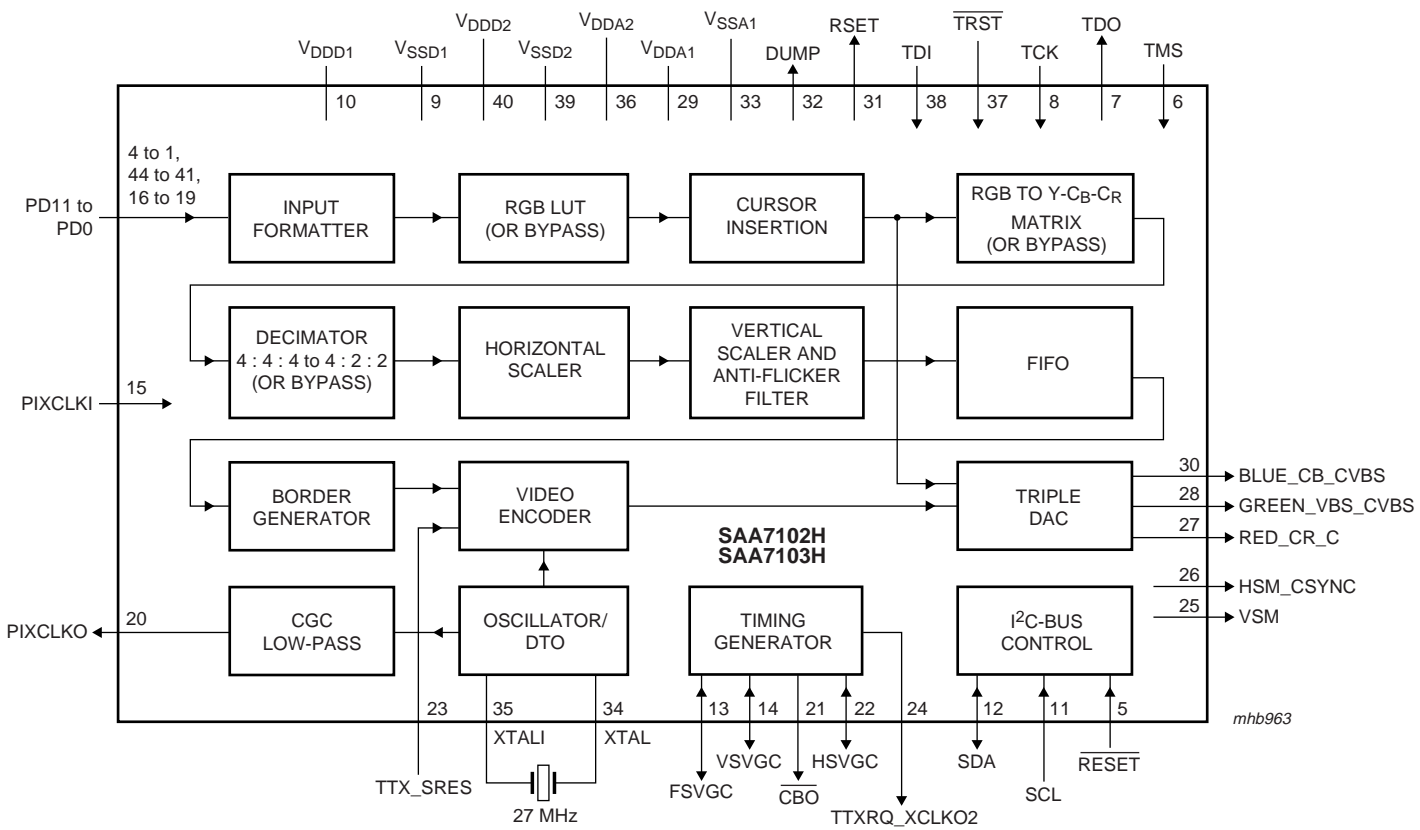 VDDD1
VSSD1
VDDD2
VSSD2
VDDA2
VDDA1
VSSA1
DUMP
RSET
TDI
TRST
TCK
TDO
TMS
10
9
40
39
36
29
33
32
31
38
37
8
7
6
4 to 1,
44 to 41,
16 to 19
PD11 to
PD0
INPUT
FORMATTER
RGB LUT
(OR BYPASS)
CURSOR
INSERTION
RGB TO Y-CB-CR
MATRIX
(OR BYPASS)
DECIMATOR
4 : 4 : 4 to 4 : 2 : 2
(OR BYPASS)
HORIZONTAL
SCALER
VERTICAL
SCALER AND
ANTI-FLICKER
FILTER
FIFO
15
PIXCLKI
BORDER
GENERATOR
VIDEO
ENCODER
TRIPLE
DAC
30
BLUE_CB_CVBS
28
GREEN_VBS_CVBS
27
RED_CR_C
SAA7102H
SAA7103H
26
HSM_CSYNC
25
VSM
PIXCLKO
20
CGC
LOW-PASS
OSCILLATOR/
DTO
TIMING
GENERATOR
I2C-BUS
CONTROL
23
35
34
13
14
21
22
24
12
11
5
mhb963
XTALI
XTAL
TTX_SRES
27 MHz
FSVGC
VSVGC
CBO
HSVGC
TTXRQ_XCLKO2
SDA
SCL
RESET